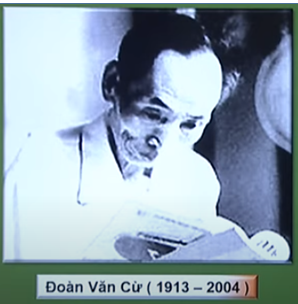 Đoàn Văn Cừ ( 1913 – 2004 )